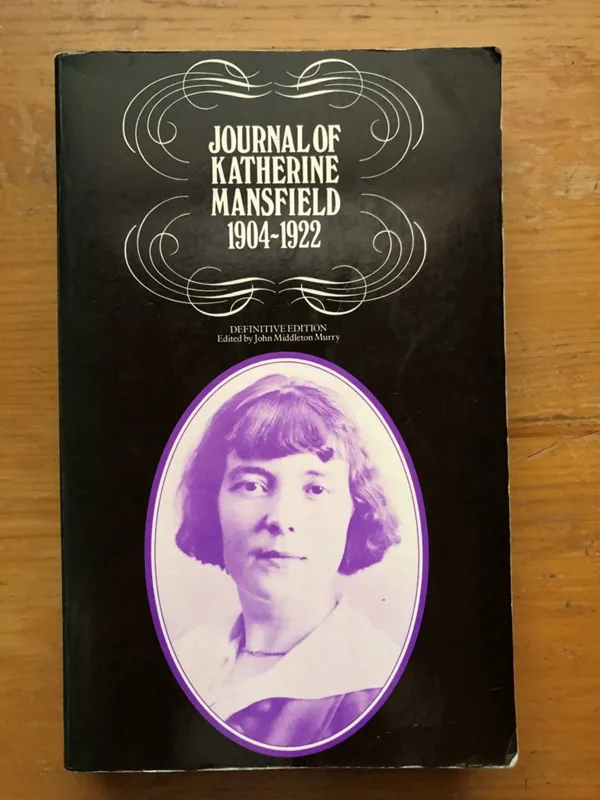 JOURNAL OF
KATHERINE
MANSFIELD
1904-1922
DEFINITIVE EDITION
Edited by John Middleton Murry